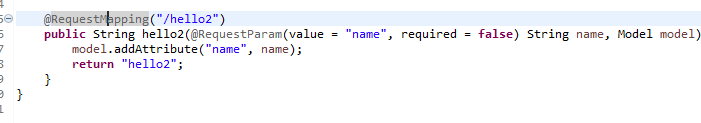 @RequestMapping("/hello2")
public String hello2(@RequestParam(value = "name", required = false) String name, Model model)
model.addAttribute("name", name);
return "hello2";
}
}